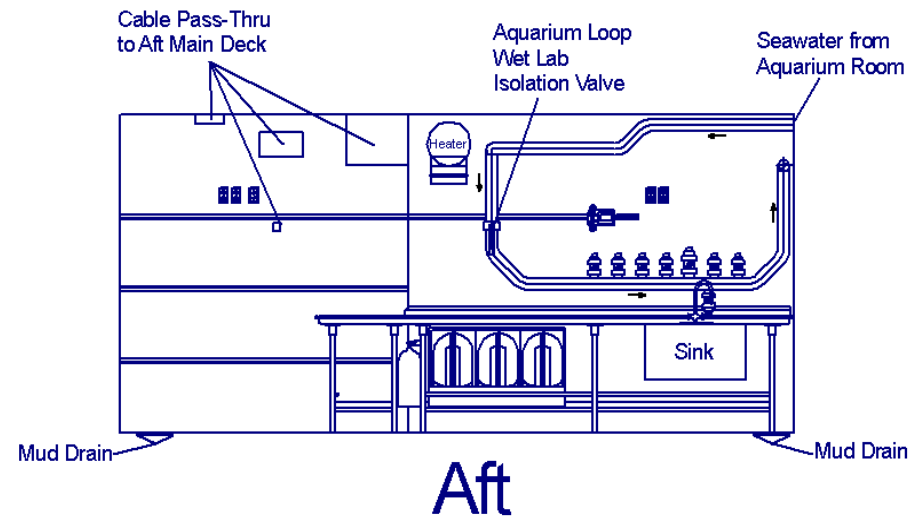 Cable Pass-Thru
to Aft Main Deck
Aquarium Loop
Wet Lab
Isolation Valve
Seawater from
Aquarium Room
Heater
Sink
Mud Drain
Mud Drain
Aft